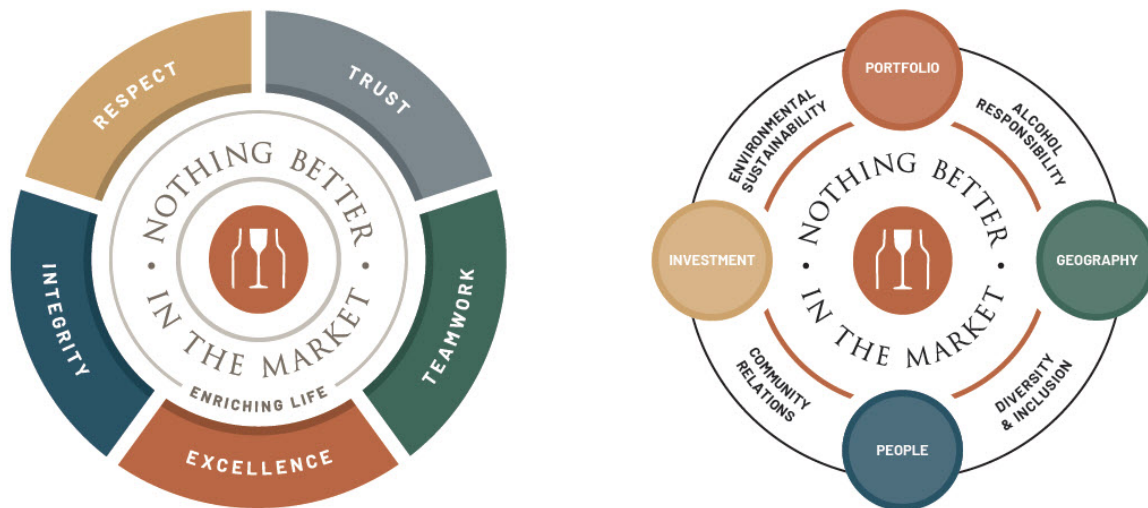 RESPECT
TRUST
INTEGRITY
TEAMWORK
EXCELLENCE
• NOTHING BETTER •
IN THE MARKET
ENRICHING LIFE
PORTFOLIO
ENVIRONMENTAL
SUSTAINABILITY
ALCOHOL
RESPONSIBILITY
INVESTMENT
GEOGRAPHY
• NOTHING BETTER •
IN THE MARKET
COMMUNITY
RELATIONS
DIVERSITY
& INCLUSION
PEOPLE